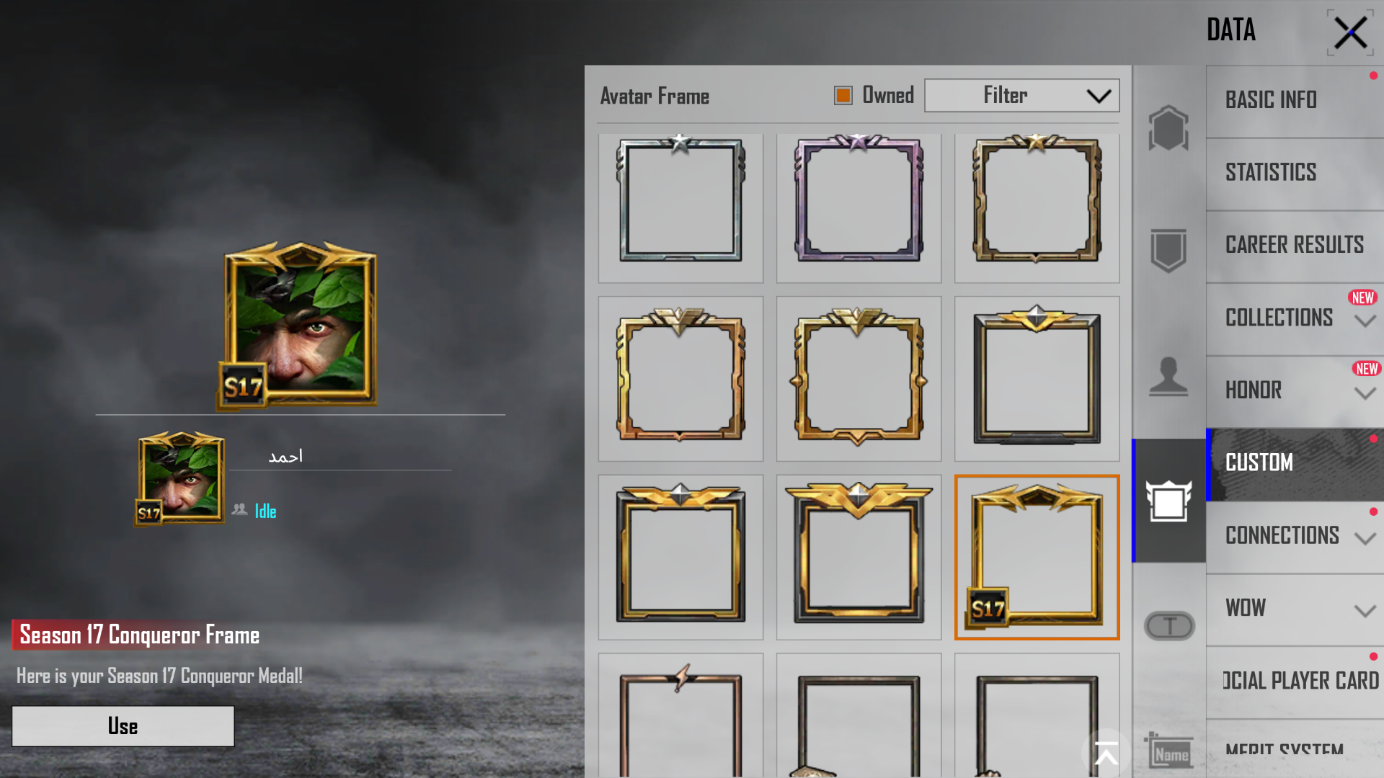 DATA
Avatar Frame
Owned
Filter
BASIC INFO
STATISTICS
CAREER RESULTS
NEW
COLLECTIONS
NEW
HONOR
CUSTOM
CONNECTIONS
WOW
OCIAL PLAYER CARD
MERIT SYSTEM
S17
احمد
S17
Idle
Season 17 Conqueror Frame
Here is your Season 17 Conqueror Medal!
Use
S17
T
Name